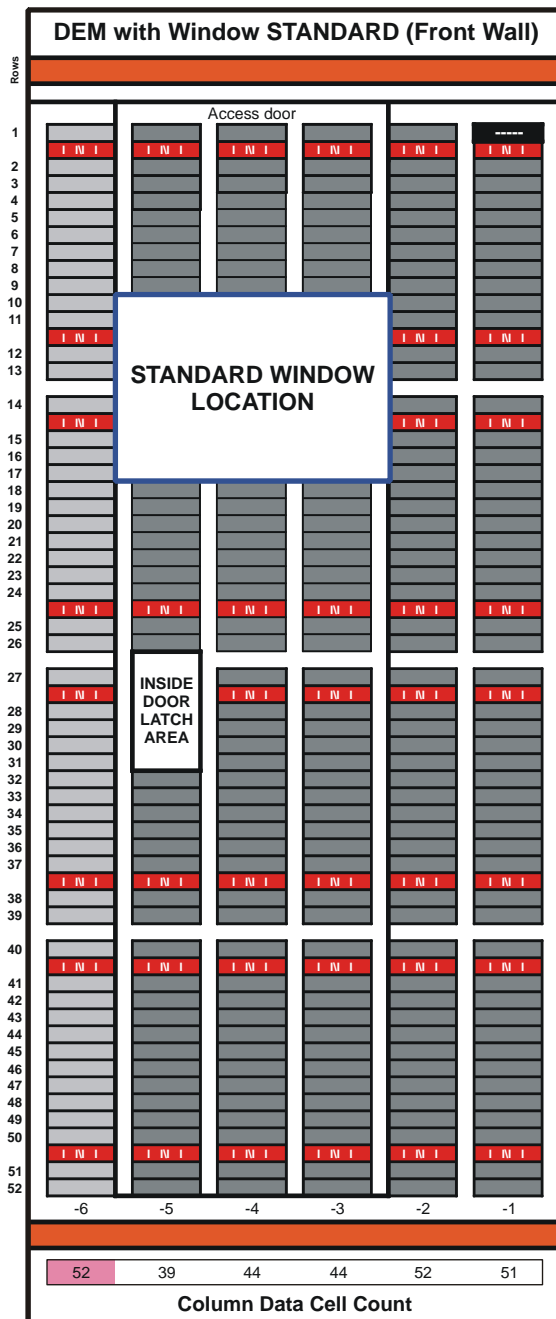 DEM with Window STANDARD (Front Wall)
Rows
Access door
1 -----
I N I I N I I N I I N I I N I I N I
2
3
4
5
6
7
8
9
10
11
I N I I N I I N I
12
13
STANDARD WINDOW
LOCATION
14
I N I I N I I N I
15
16
17
18
19
20
21
22
23
24
I N I I N I I N I I N I I N I I N I
25
26
27
INSIDE
DOOR
LATCH
AREA
I N I I N I I N I I N I I N I
28
29
30
31
32
33
34
35
36
37
I N I I N I I N I I N I I N I I N I
38
39
40
I N I I N I I N I I N I I N I I N I
41
42
43
44
45
46
47
48
49
50
I N I I N I I N I I N I I N I I N I
51
52
-6 -5 -4 -3 -2 -1
52 39 44 44 52 51
Column Data Cell Count